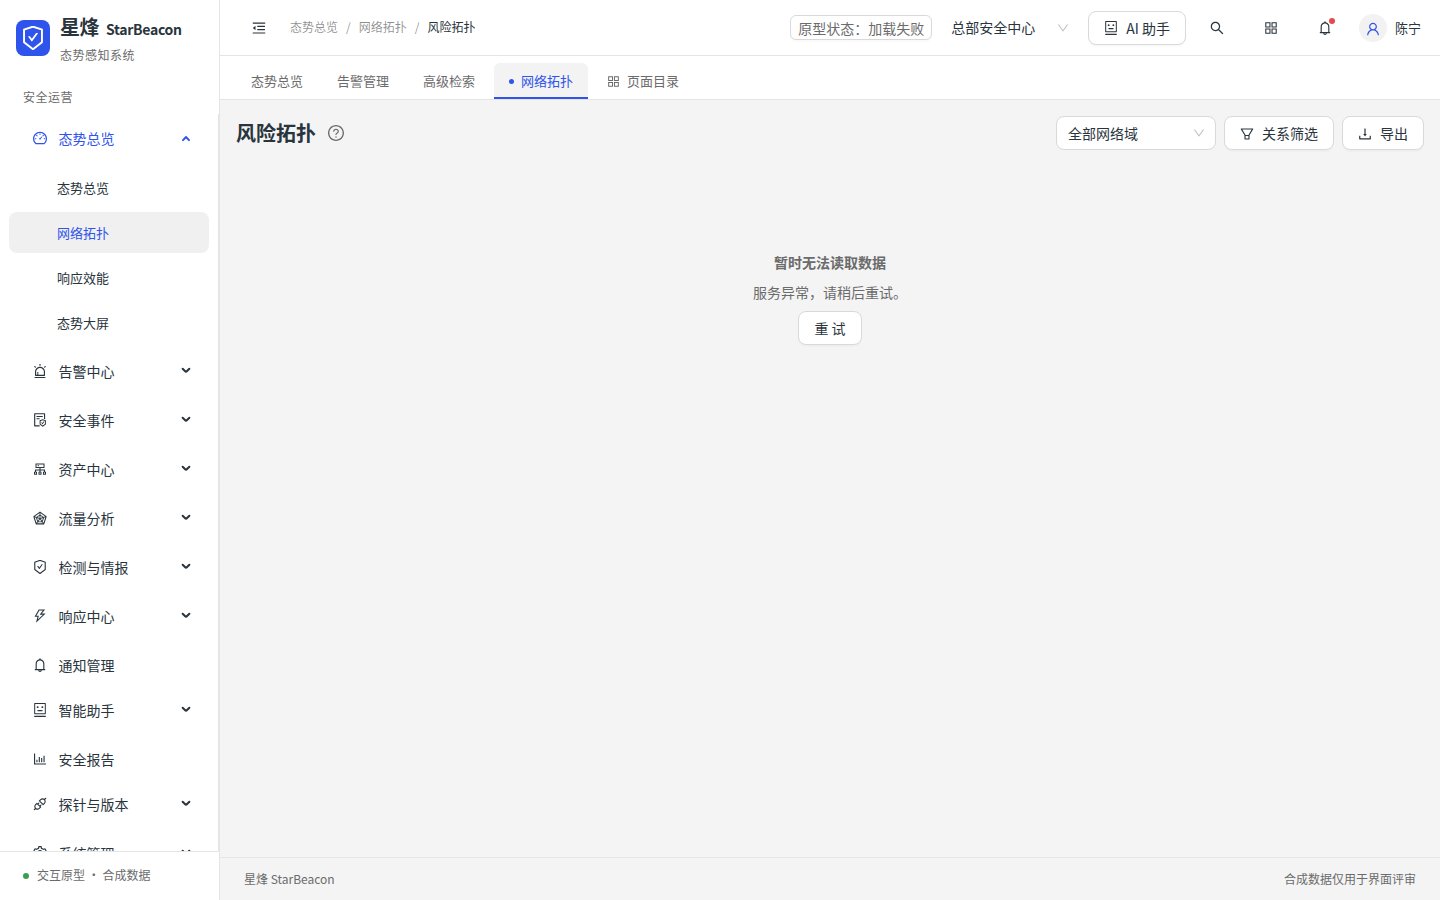 星烽 StarBeacon
态势感知系统
安全运营
态势总览
态势总览
网络拓扑
响应效能
态势大屏
告警中心
安全事件
资产中心
流量分析
检测与情报
响应中心
通知管理
智能助手
安全报告
探针与版本
系统管理
交互原型 · 合成数据
态势总览 / 网络拓扑 / 风险拓扑
原型状态：加载失败
总部安全中心
AI 助手
陈宁
态势总览 告警管理 高级检索 网络拓扑 页面目录
风险拓扑
全部网络域
关系筛选
导出
暂时无法读取数据
服务异常，请稍后重试。
重 试
星烽 StarBeacon
合成数据仅用于界面评审